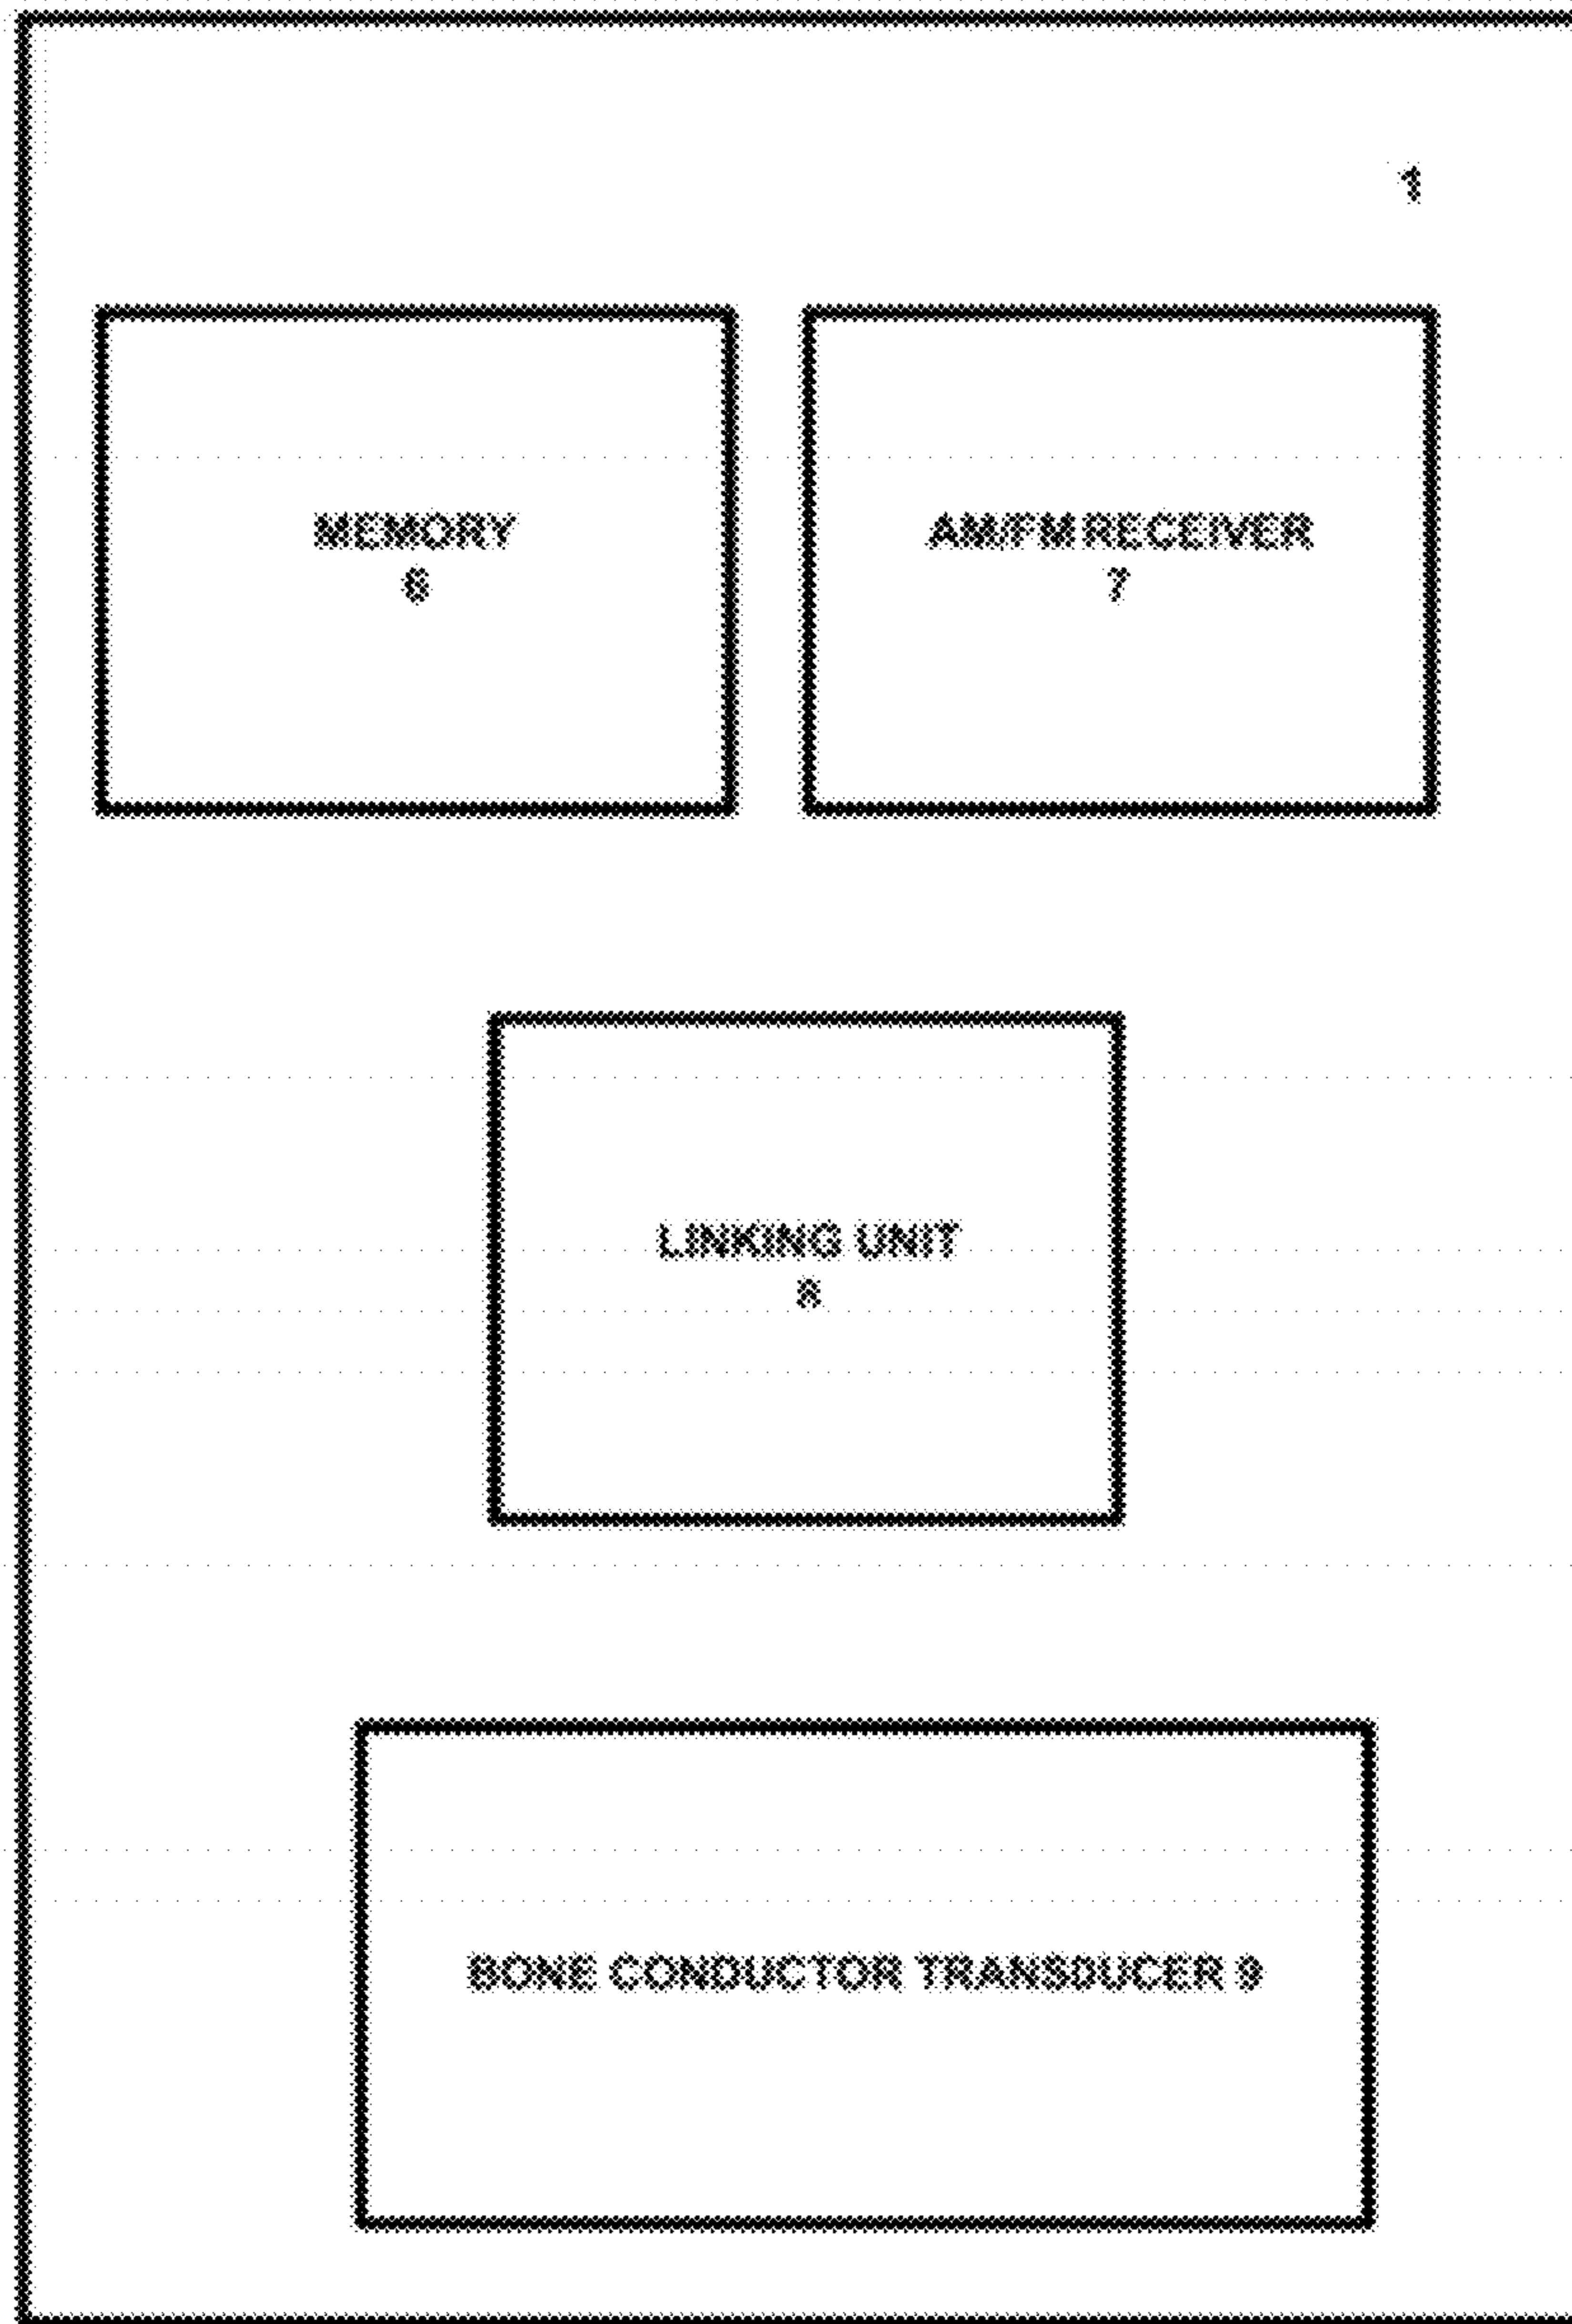 1
MEMORY
6
AM/FM RECEIVER
7
LINKING UNIT
8
BONE CONDUCTOR TRANSDUCER 9